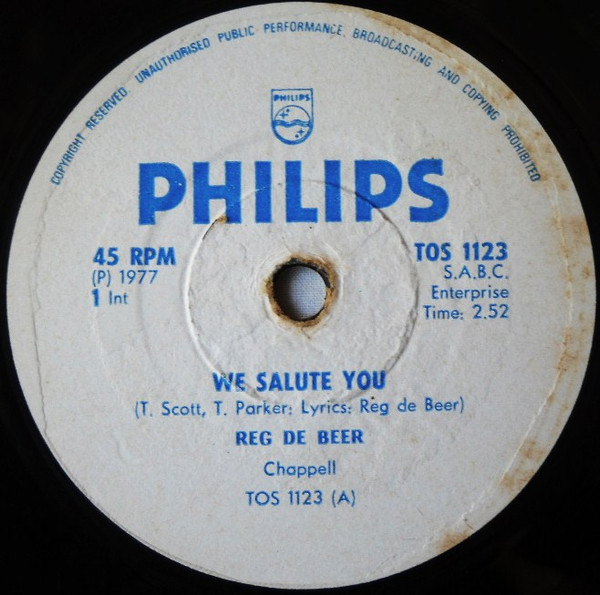 COPYRIGHT RESERVED. UNAUTHORISED PUBLIC PERFORMANCE, BROADCASTING AND COPYING PROHIBITED
PHILIPS
PHILIPS
45 RPM
(P) 1977
1 Int
TOS 1123
S.A.B.C.
Enterprise
Time: 2.52
WE SALUTE YOU
(T. Scott, T. Parker: Lyrics: Reg de Beer)
REG DE BEER
Chappell
TOS 1123 (A)